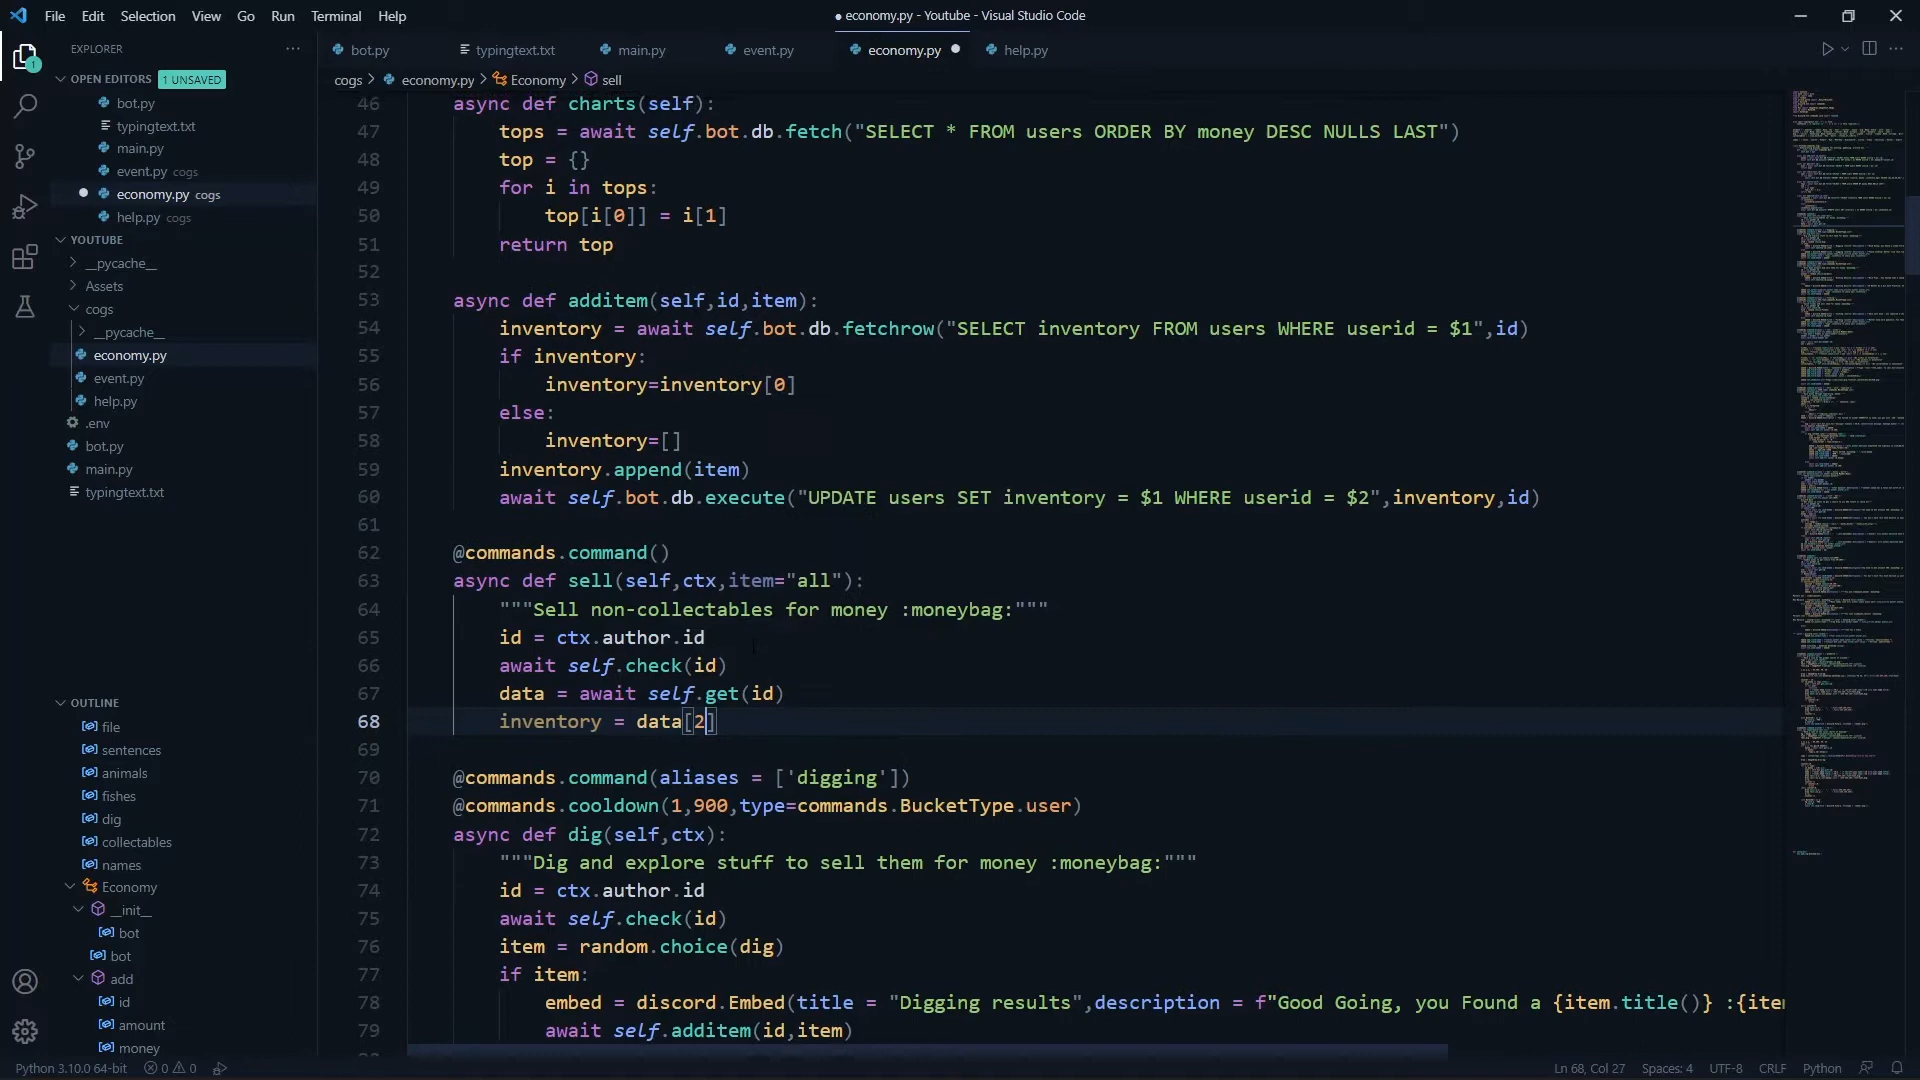 File Edit Selection View Go Run Terminal Help
● economy.py - Youtube - Visual Studio Code
EXPLORER
bot.py typingtext.txt main.py event.py economy.py help.py
OPEN EDITORS 1 UNSAVED
cogs > economy.py > Economy > sell
bot.py
typingtext.txt
main.py
event.py cogs
economy.py cogs
help.py cogs
YOUTUBE
__pycache__
Assets
cogs
__pycache__
economy.py
event.py
help.py
.env
bot.py
main.py
typingtext.txt
OUTLINE
file
sentences
animals
fishes
dig
collectables
names
Economy
__init__
bot
bot
add
id
amount
money
46 async def charts(self):
47 tops = await self.bot.db.fetch("SELECT * FROM users ORDER BY money DESC NULLS LAST")
48 top = {}
49 for i in tops:
50 top[i[0]] = i[1]
51 return top
52
53 async def additem(self,id,item):
54 inventory = await self.bot.db.fetchrow("SELECT inventory FROM users WHERE userid = $1",id)
55 if inventory:
56 inventory=inventory[0]
57 else:
58 inventory=[]
59 inventory.append(item)
60 await self.bot.db.execute("UPDATE users SET inventory = $1 WHERE userid = $2",inventory,id)
61
62 @commands.command()
63 async def sell(self,ctx,item="all"):
64 """Sell non-collectables for money :moneybag:"""
65 id = ctx.author.id
66 await self.check(id)
67 data = await self.get(id)
68 inventory = data[2]
69
70 @commands.command(aliases = ['digging'])
71 @commands.cooldown(1,900,type=commands.BucketType.user)
72 async def dig(self,ctx):
73 """Dig and explore stuff to sell them for money :moneybag:"""
74 id = ctx.author.id
75 await self.check(id)
76 item = random.choice(dig)
77 if item:
78 embed = discord.Embed(title = "Digging results",description = f"Good Going, you Found a {item.title()} :{iter
79 await self.additem(id,item)
Python 3.10.0 64-bit 0 0 Ln 68, Col 27 Spaces: 4 UTF-8 CRLF Python